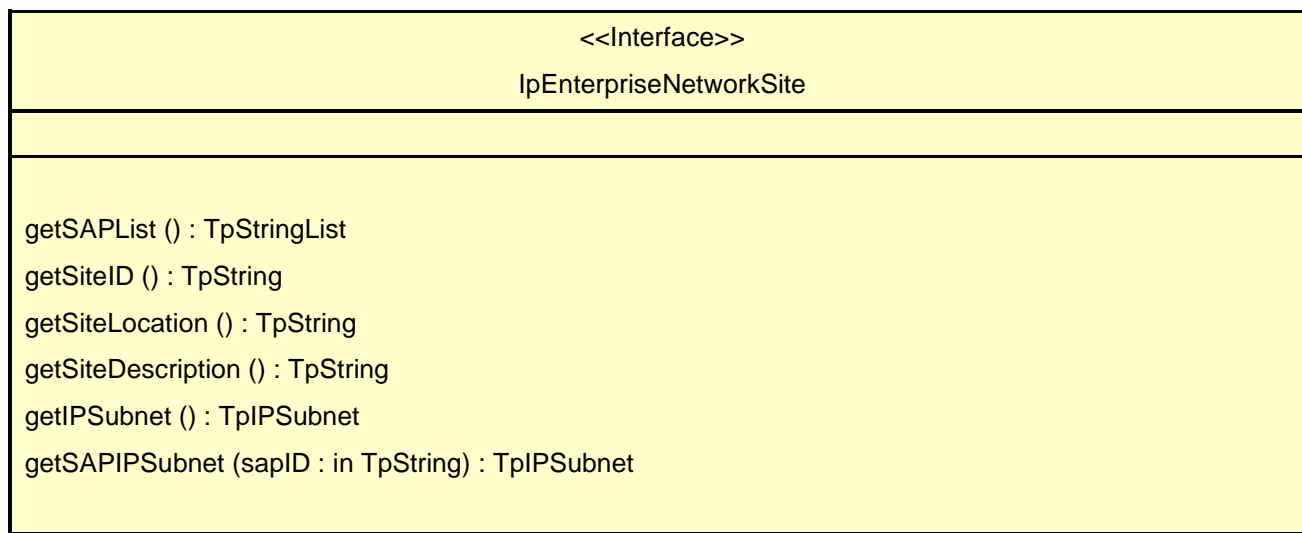 <<Interface>>
IpEnterpriseNetworkSite
getSAPList () : TpStringList
getSiteID () : TpString
getSiteLocation () : TpString
getSiteDescription () : TpString
getIPSubnet () : TpIPSubnet
getSAPIPSubnet (sapID : in TpString) : TpIPSubnet